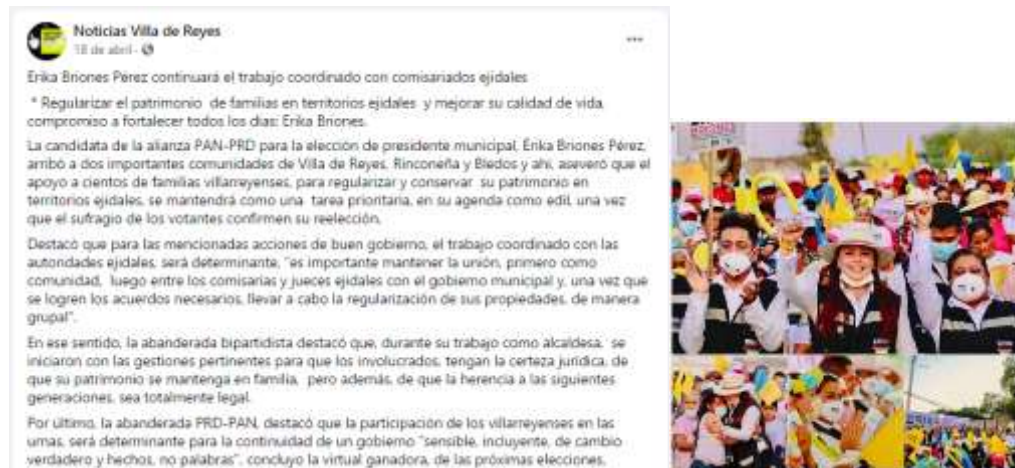 Noticias Villa de Reyes
18 de abril
Erika Briones Pérez continuará el trabajo coordinado con comisariados ejidales
* Regularizar el patrimonio de familias en territorios ejidales y mejorar su calidad de vida,
compromiso a fortalecer todos los dias: Erika Briones.
La candidata de la alianza PAN-PRD para la elección de presidente municipal, Erika Briones Pérez,
arribó a dos importantes comunidades de Villa de Reyes, Rinconeña y Bledos y ahi, aseveró que el
apoyo a cientos de familias villarreyenses, para regularizar y conservar su patrimonio en
territorios ejidales, se mantendrá como una tarea prioritaria, en su agenda como edil, una vez
que el sufragio de los votantes confirmen su reelección.
Destacó que para las mencionadas acciones de buen gobierno, el trabajo coordinado con las
autoridades ejidales, será determinante, "es importante mantener la unión, primero como
comunidad, luego entre los comisarias y jueces ejidales con el gobierno municipal y, una vez que
se logren los acuerdos necesarios, llevar a cabo la regularización de sus propiedades, de manera
grupal".
En ese sentido, la abanderada bipartidista destacó que, durante su trabajo como alcaldesa, se
iniciaron con las gestiones pertinentes para que los involucrados, tengan la certeza jurídica, de
que su patrimonio se mantenga en familia, pero además, de que la herencia a las siguientes
generaciones, sea totalmente legal.
Por último, la abanderada PRD-PAN, destacó que la participación de los villarreyenses en las
urnas, será determinante para la continuidad de un gobierno "sensible, incluyente, de cambio
verdadero y hechos, no palabras", concluyo la virtual ganadora, de las próximas elecciones.